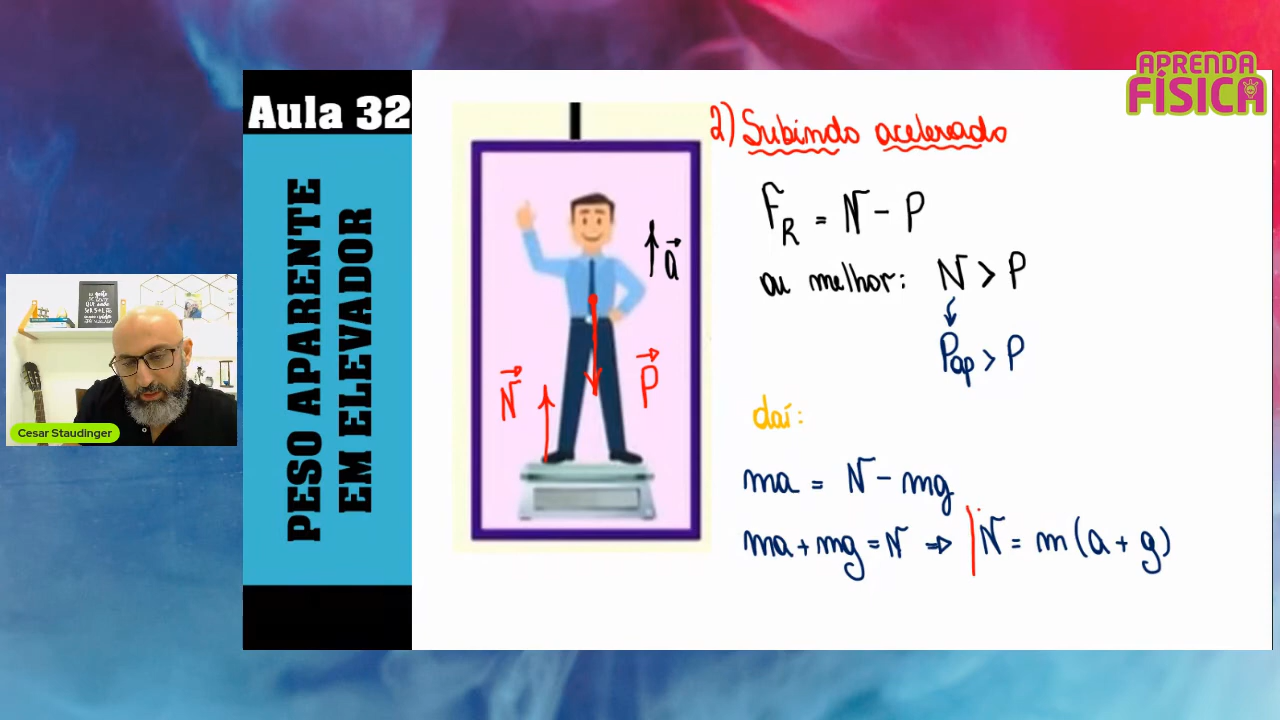 APRENDA
FÍSICA
Aula 32
PESO APARENTE
EM ELEVADOR
Cesar Staudinger
2) Subindo acelerado
F_R = N - P
ou melhor: N > P
Pap > P
daí:
ma = N - mg
ma + mg = N ⇒ |N = m(a + g)
a
N
P